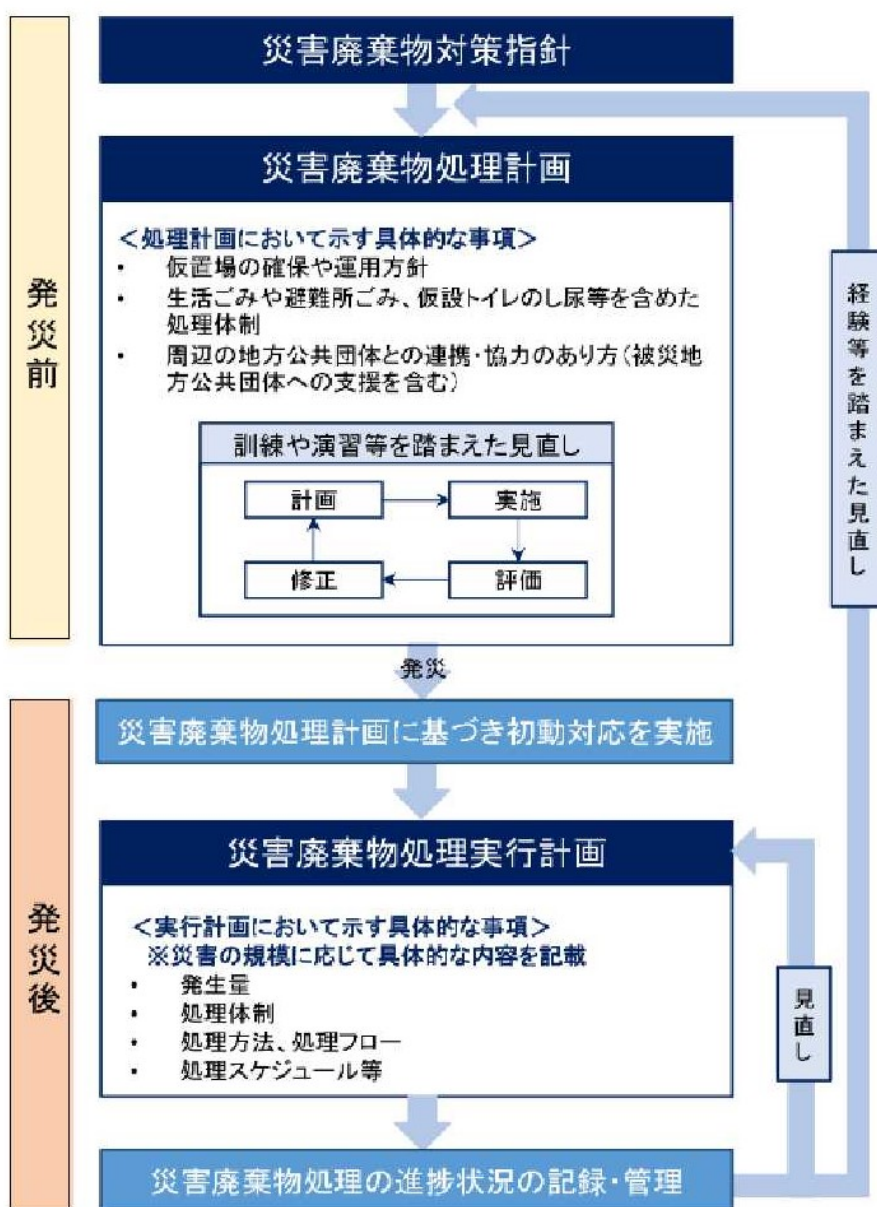 災害廃棄物対策指針
発災前
災害廃棄物処理計画
<処理計画において示す具体的な事項>
・ 仮置場の確保や運用方針
・ 生活ごみや避難所ごみ、仮設トイレのし尿等を含めた
処理体制
・ 周辺の地方公共団体との連携・協力のあり方(被災地
方公共団体への支援を含む)
訓練や演習等を踏まえた見直し
計画
実施
修正
評価
経験等を踏まえた見直し
発災
発災後
災害廃棄物処理計画に基づき初動対応を実施
災害廃棄物処理実行計画
<実行計画において示す具体的な事項>
※災害の規模に応じて具体的な内容を記載
・ 発生量
・ 処理体制
・ 処理方法、処理フロー
・ 処理スケジュール等
見直し
災害廃棄物処理の進捗状況の記録・管理